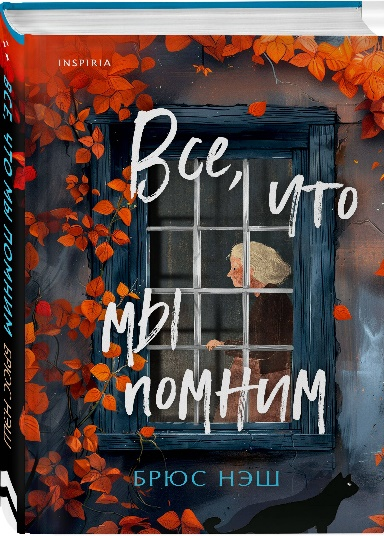 INSPIRIA
Все,
что
мы
помним
БРЮС НЭШ
ВСЕ, ЧТО МЫ ПОМНИМ БРЮС НЭШ